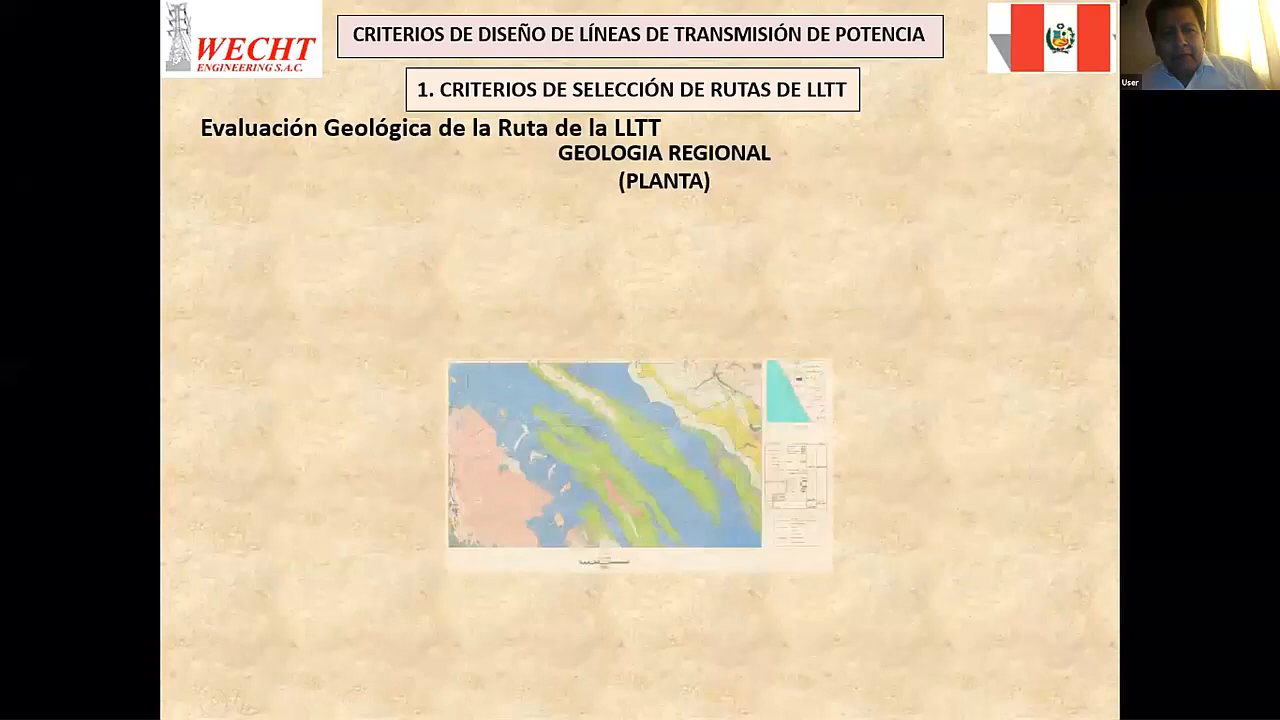 WECHT
ENGINEERING S.A.C.
CRITERIOS DE DISEÑO DE LÍNEAS DE TRANSMISIÓN DE POTENCIA
User
1. CRITERIOS DE SELECCIÓN DE RUTAS DE LLTT
Evaluación Geológica de la Ruta de la LLTT
GEOLOGIA REGIONAL
(PLANTA)